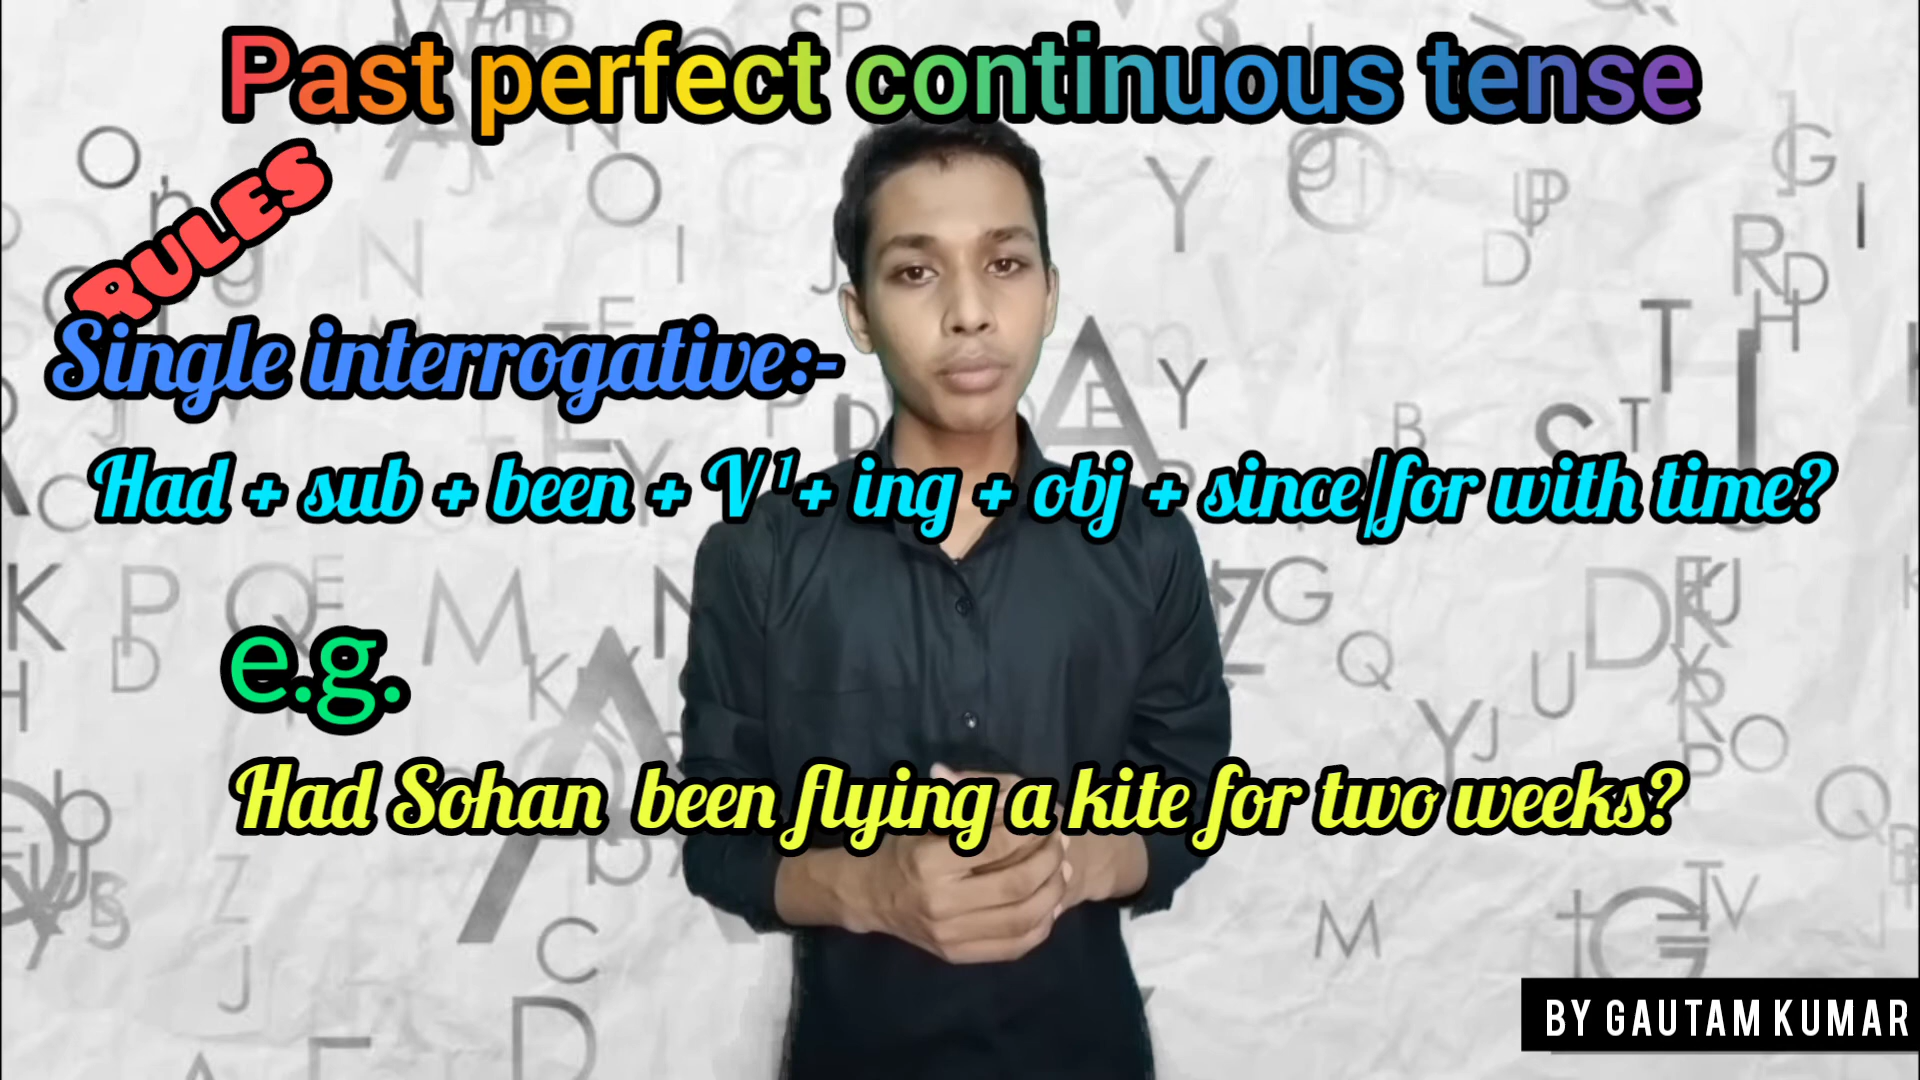 Past perfect continuous tense
RULES
Single interrogative:-
Had + sub + been + V¹+ ing + obj + since/for with time?
e.g.
Had Sohan been flying a kite for two weeks?
BY GAUTAM KUMAR